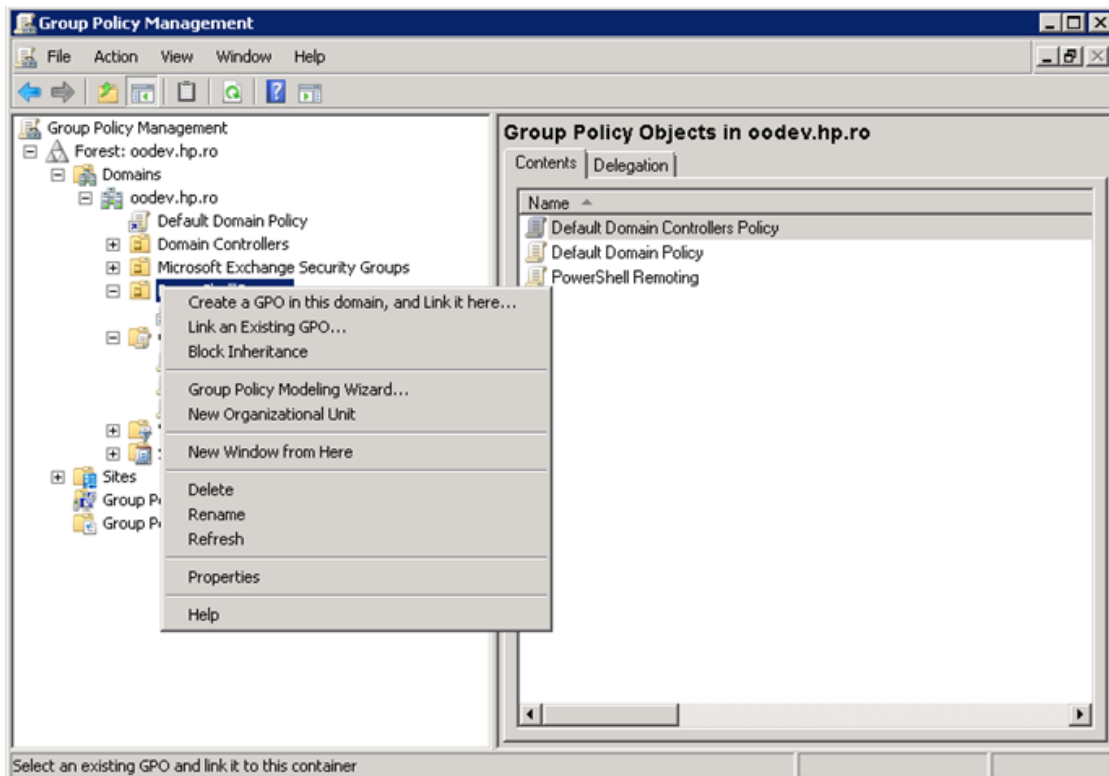 Group Policy Management
File Action View Window Help
Group Policy Management
Forest: oodev.hp.ro
Domains
oodev.hp.ro
Default Domain Policy
Domain Controllers
Microsoft Exchange Security Groups
Sites
Group
Group
Group Policy Objects in oodev.hp.ro
Contents Delegation
Name
Default Domain Controllers Policy
Default Domain Policy
PowerShell Remoting
Create a GPO in this domain, and Link it here...
Link an Existing GPO...
Block Inheritance
Group Policy Modeling Wizard...
New Organizational Unit
New Window from Here
Delete
Rename
Refresh
Properties
Help
Select an existing GPO and link it to this container